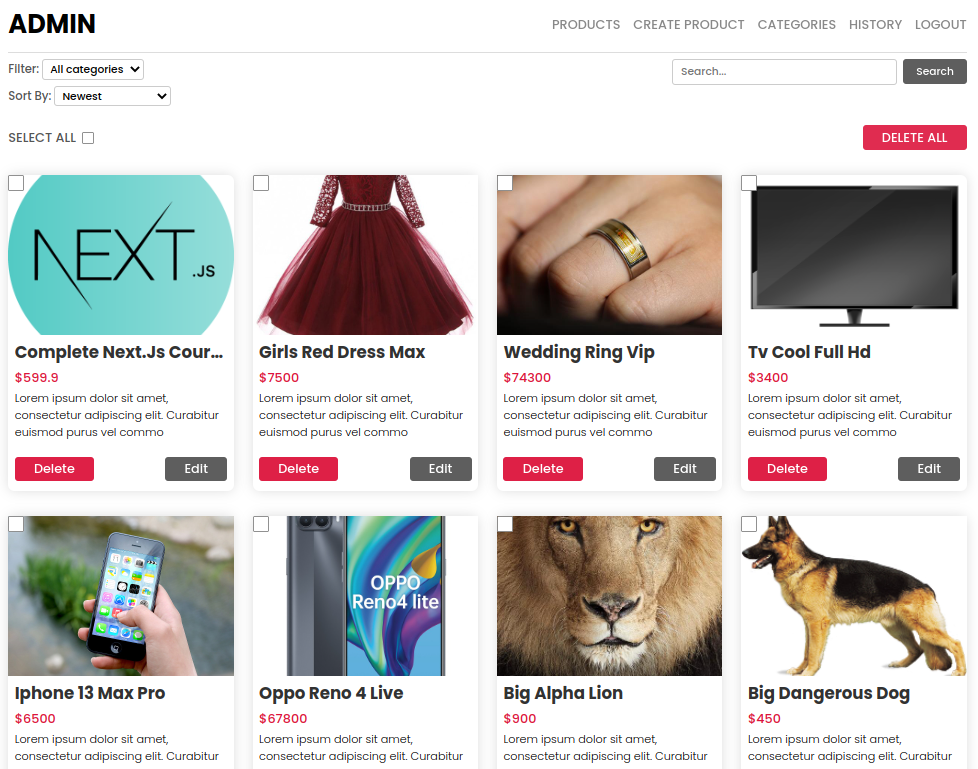 ADMIN
PRODUCTS CREATE PRODUCT CATEGORIES HISTORY LOGOUT
Filter: All categories
Search...
Search
Sort By: Newest
SELECT ALL
DELETE ALL
NEXT.JS
Complete Next.Js Cour...
$599.9
Lorem ipsum dolor sit amet,
consectetur adipiscing elit. Curabitur
euismod purus vel commo
Delete Edit
Girls Red Dress Max
$7500
Lorem ipsum dolor sit amet,
consectetur adipiscing elit. Curabitur
euismod purus vel commo
Delete Edit
Wedding Ring Vip
$74300
Lorem ipsum dolor sit amet,
consectetur adipiscing elit. Curabitur
euismod purus vel commo
Delete Edit
Tv Cool Full Hd
$3400
Lorem ipsum dolor sit amet,
consectetur adipiscing elit. Curabitur
euismod purus vel commo
Delete Edit
Iphone 13 Max Pro
$6500
Lorem ipsum dolor sit amet,
consectetur adipiscing elit. Curabitur
OPPO
Reno4 lite
Oppo Reno 4 Live
$67800
Lorem ipsum dolor sit amet,
consectetur adipiscing elit. Curabitur
Big Alpha Lion
$900
Lorem ipsum dolor sit amet,
consectetur adipiscing elit. Curabitur
Big Dangerous Dog
$450
Lorem ipsum dolor sit amet,
consectetur adipiscing elit. Curabitur